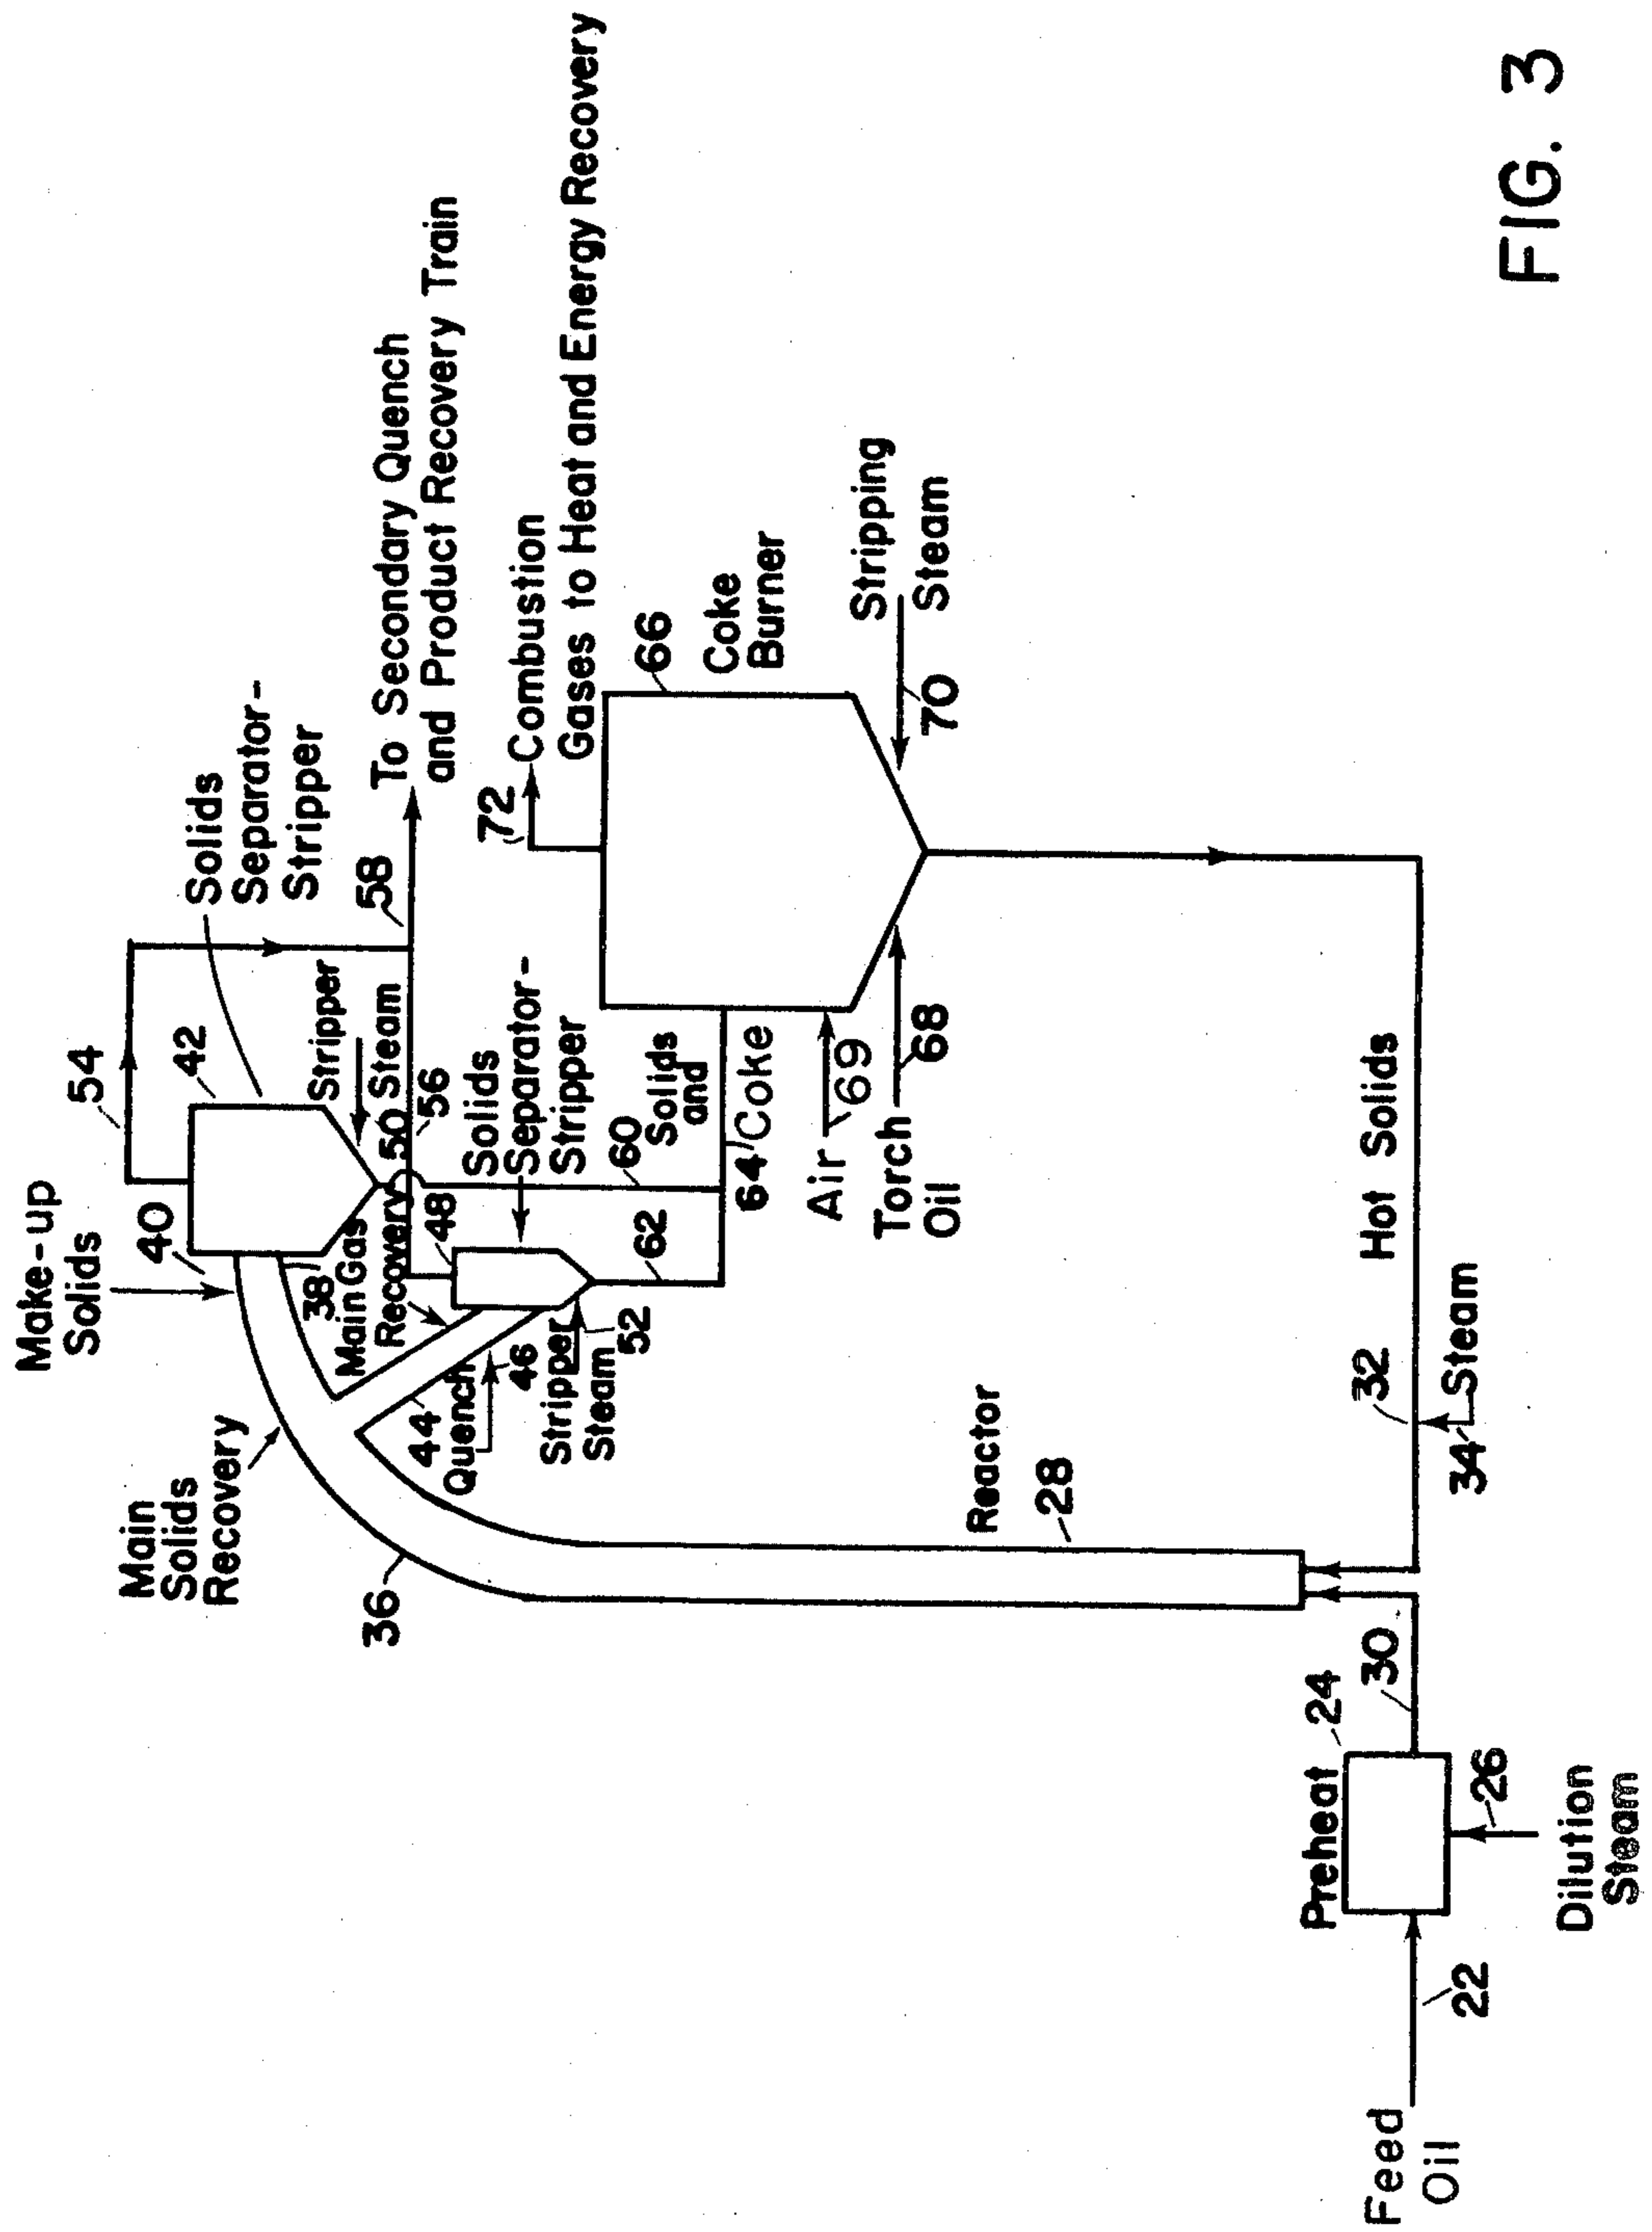 Make-up
Solids
40
54
42
Solids
Separator-
Stripper
Main
Solids
Recovery
36
38
Main Gas
Recovery
Stripper
Steam
50
56
58
To Secondary Quench
and Product Recovery Train
48
Solids
Separator-
Stripper
44
Quench
46
Stripper
Steam
52
60
62
Solids
and
Coke
64
72
Combustion
Gases to Heat and Energy Recovery
66
Coke
Burner
Air
69
Torch
Oil
68
Stripping
Steam
70
Reactor
28
Hot Solids
32
Steam
34
30
Preheat
24
26
Dilution
Steam
22
Feed
Oil
FIG. 3